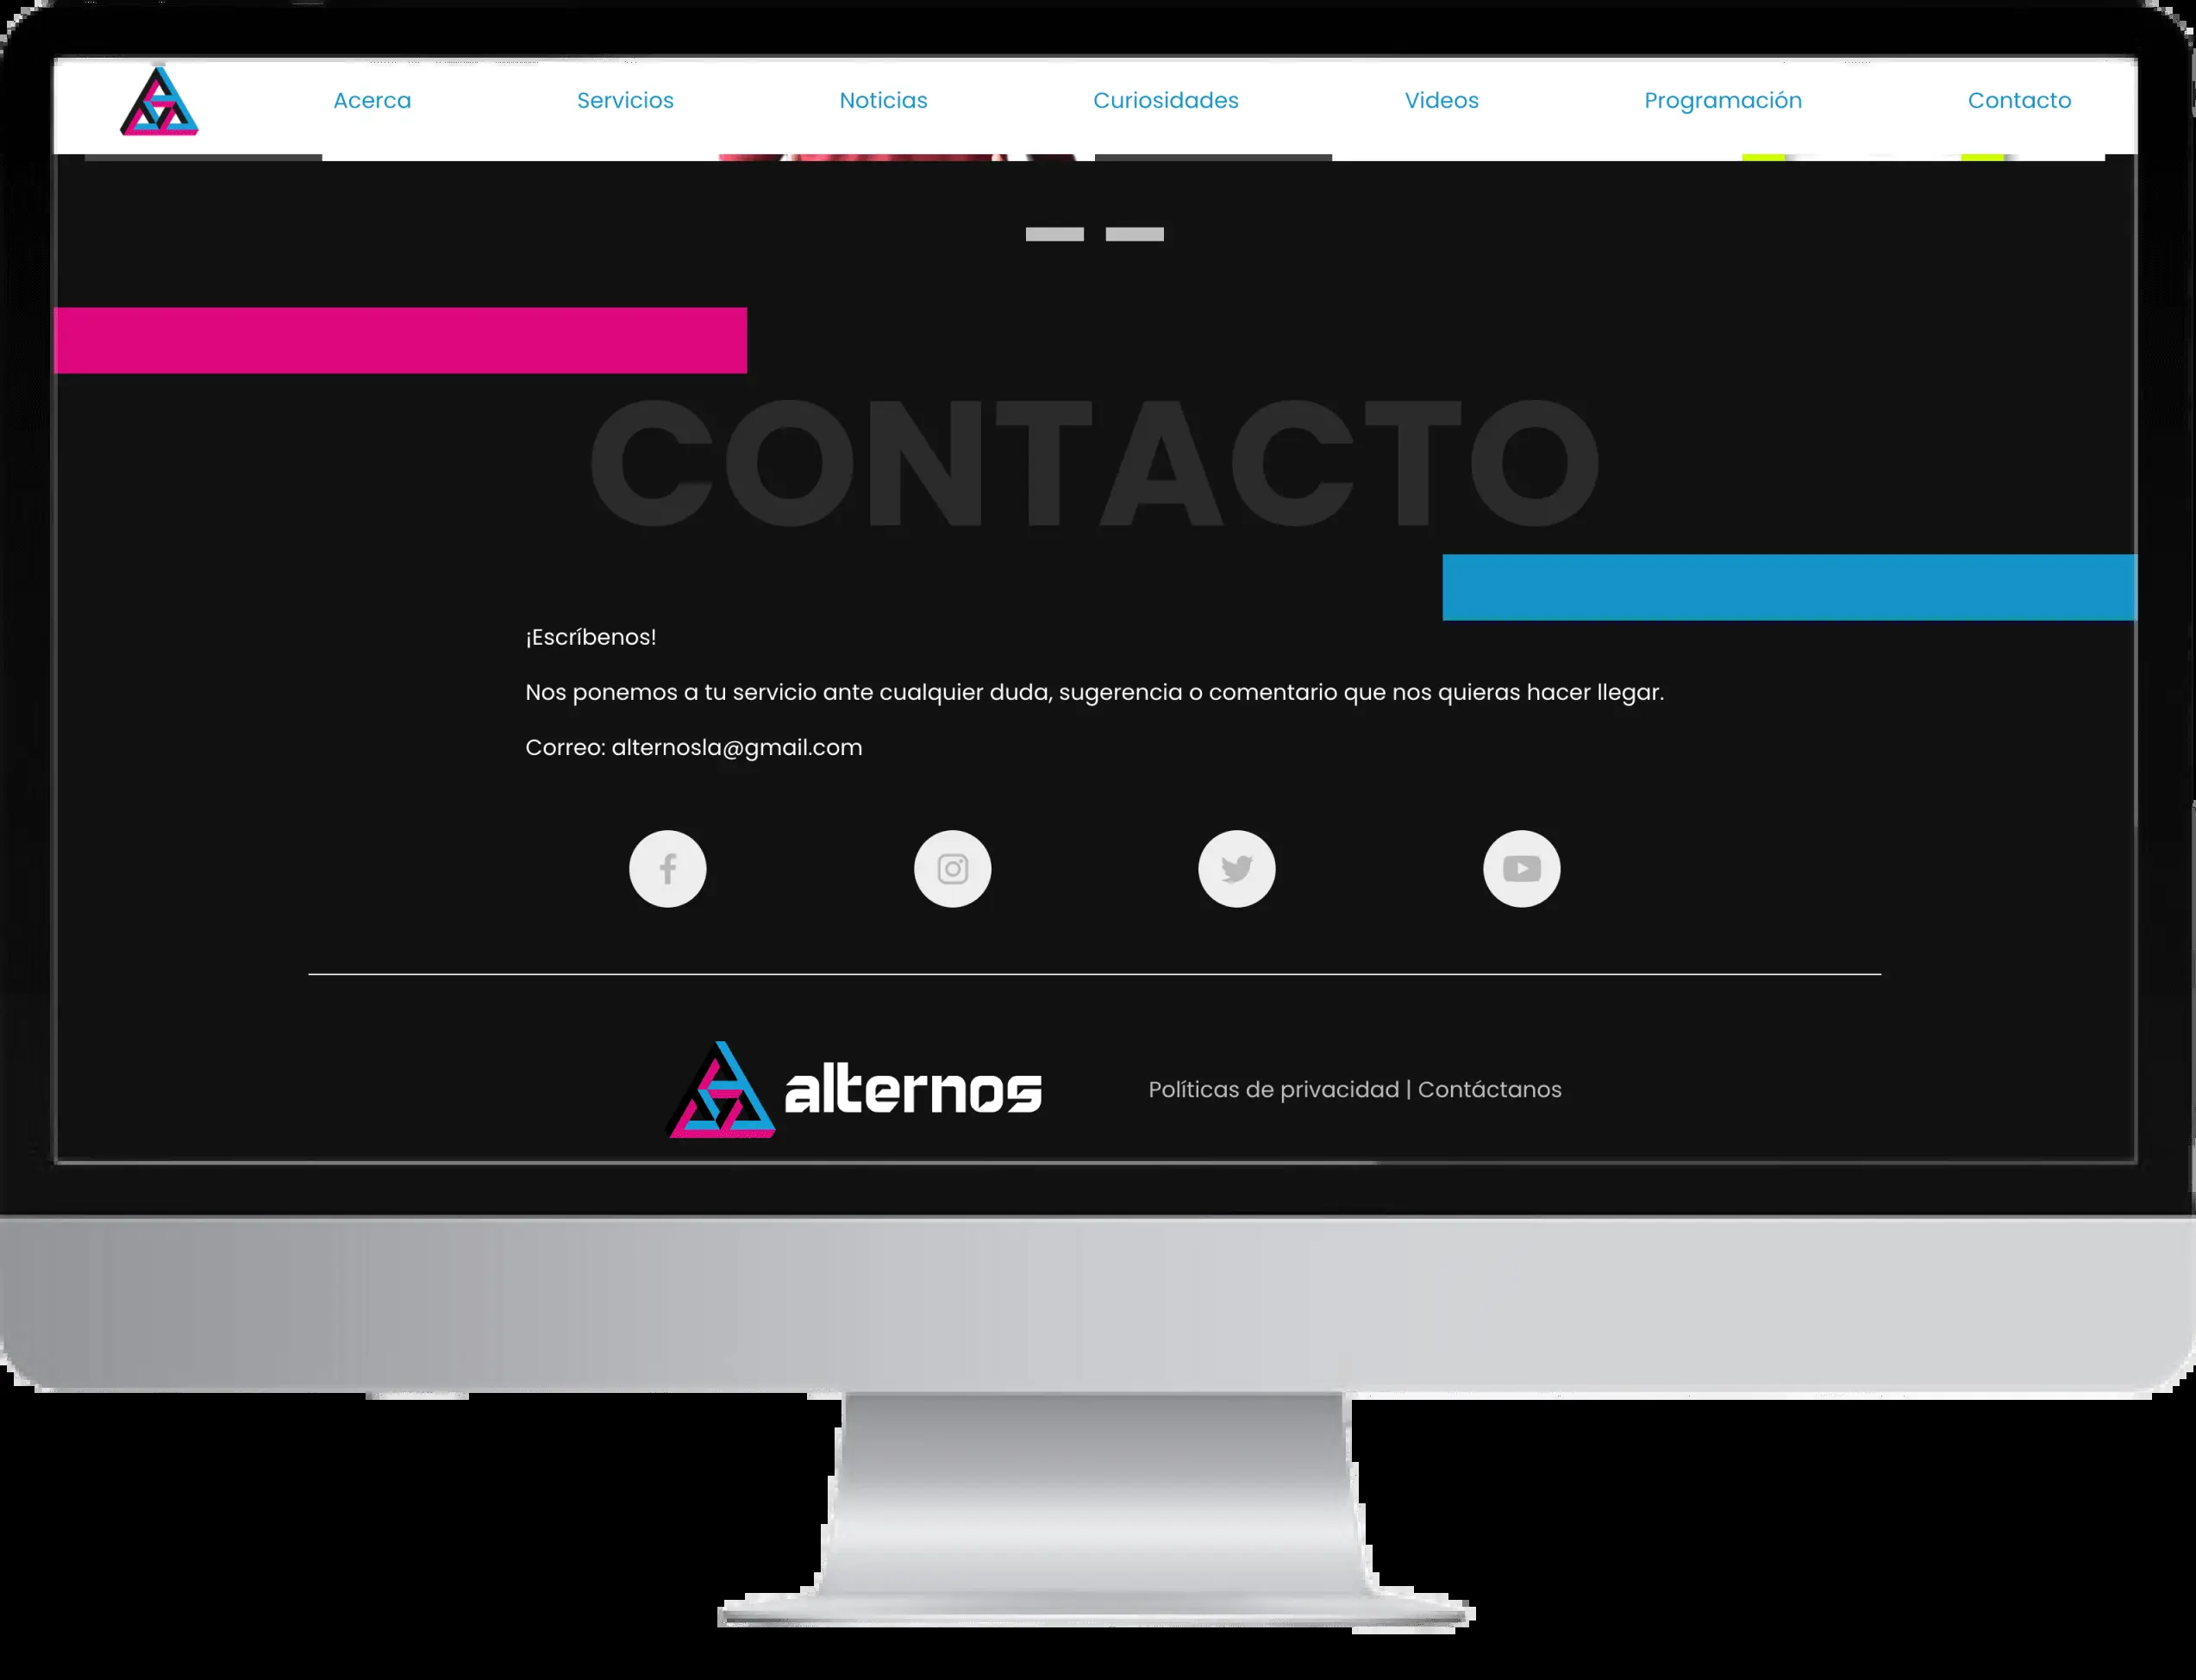 Acerca Servicios Noticias Curiosidades Videos Programación Contacto
CONTACTO
¡Escríbenos!
Nos ponemos a tu servicio ante cualquier duda, sugerencia o comentario que nos quieras hacer llegar.
Correo: alternosla@gmail.com
alternos
Políticas de privacidad | Contáctanos